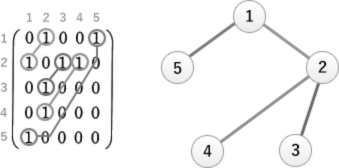 1 2 3 4 5
1 0 1 0 0 1
2 1 0 1 1 0
3 0 1 0 0 0
4 0 1 0 0 0
5 1 0 0 0 0
1
5 2
4 3